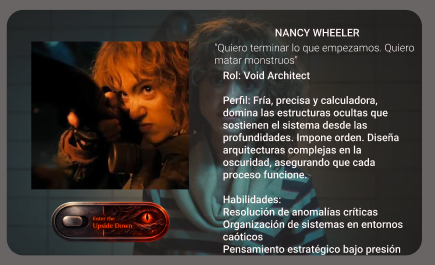 NANCY WHEELER
"Quiero terminar lo que empezamos. Quiero
matar monstruos"
Rol: Void Architect
Perfil: Fría, precisa y calculadora,
domina las estructuras ocultas que
sostienen el sistema desde las
profundidades. Impone orden. Diseña
arquitecturas complejas en la
oscuridad, asegurando que cada
proceso funcione.
Habilidades:
Resolución de anomalías críticas
Organización de sistemas en entornos
caóticos
Pensamiento estratégico bajo presión
Enter the
Upside Down